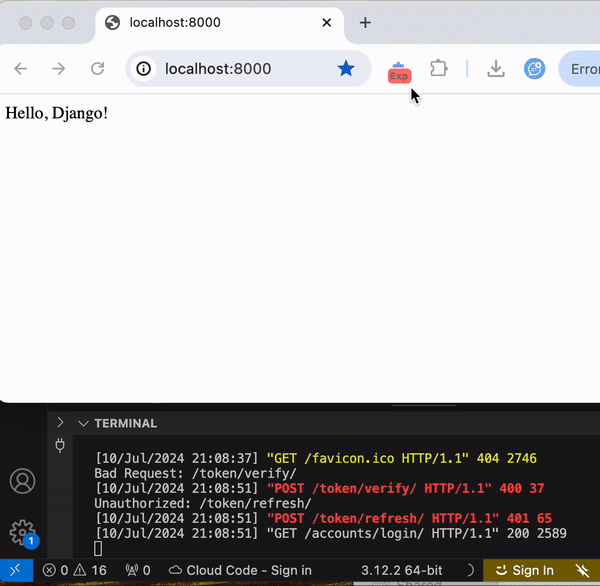 localhost:8000
localhost:8000
Exp
Error
Hello, Django!
TERMINAL
[10/Jul/2024 21:08:37] "GET /favicon.ico HTTP/1.1" 404 2746
Bad Request: /token/verify/
[10/Jul/2024 21:08:51] "POST /token/verify/ HTTP/1.1" 400 37
Unauthorized: /token/refresh/
[10/Jul/2024 21:08:51] "POST /token/refresh/ HTTP/1.1" 401 65
[10/Jul/2024 21:08:51] "GET /accounts/login/ HTTP/1.1" 200 2589
1
0 16 0 Cloud Code - Sign in 3.12.2 64-bit Sign In